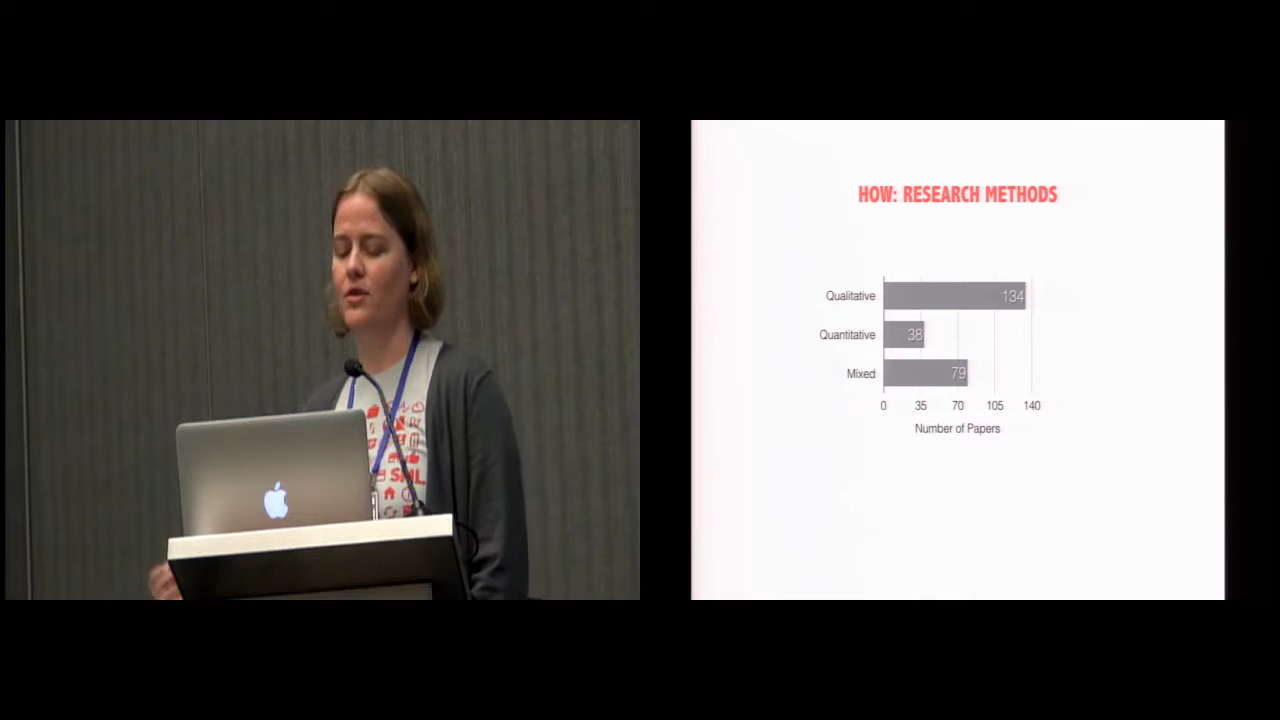 HOW: RESEARCH METHODS
Qualitative
134
Quantitative
38
Mixed
79
0 35 70 105 140
Number of Papers